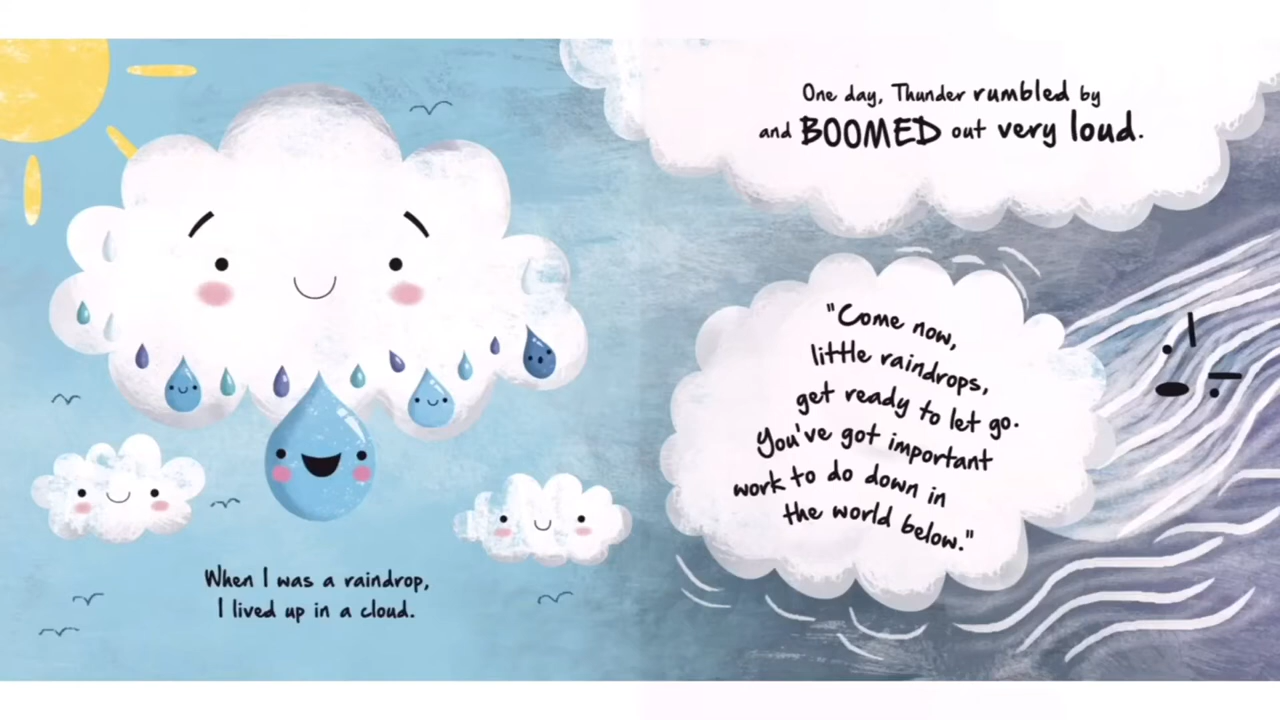 When I was a raindrop,
I lived up in a cloud.
One day, Thunder rumbled by
and BOOMED out very loud.
"Come now,
little raindrops,
get ready to let go.
You've got important
work to do down in
the world below."